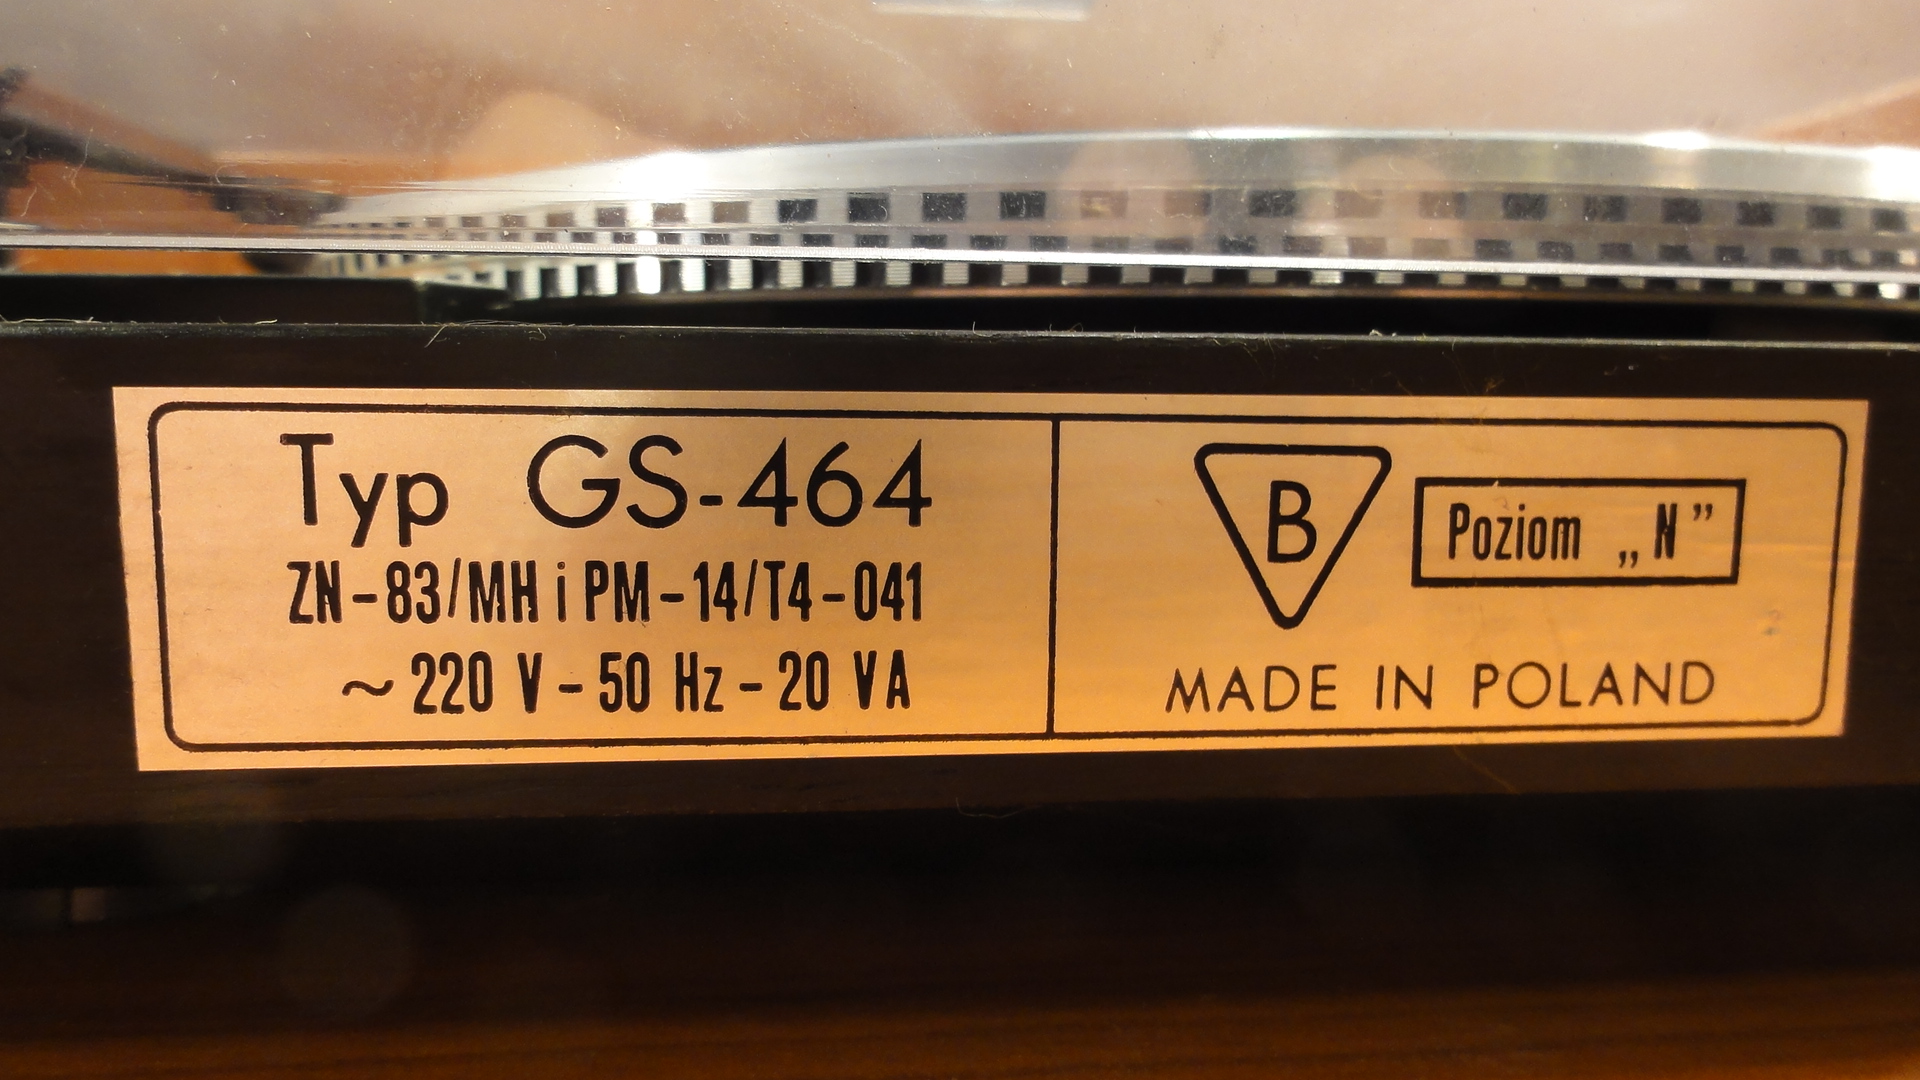 Typ GS-464
ZN-83/MH i PM-14/T4-041
~ 220 V - 50 Hz - 20 VA
B
Poziom „N”
MADE IN POLAND